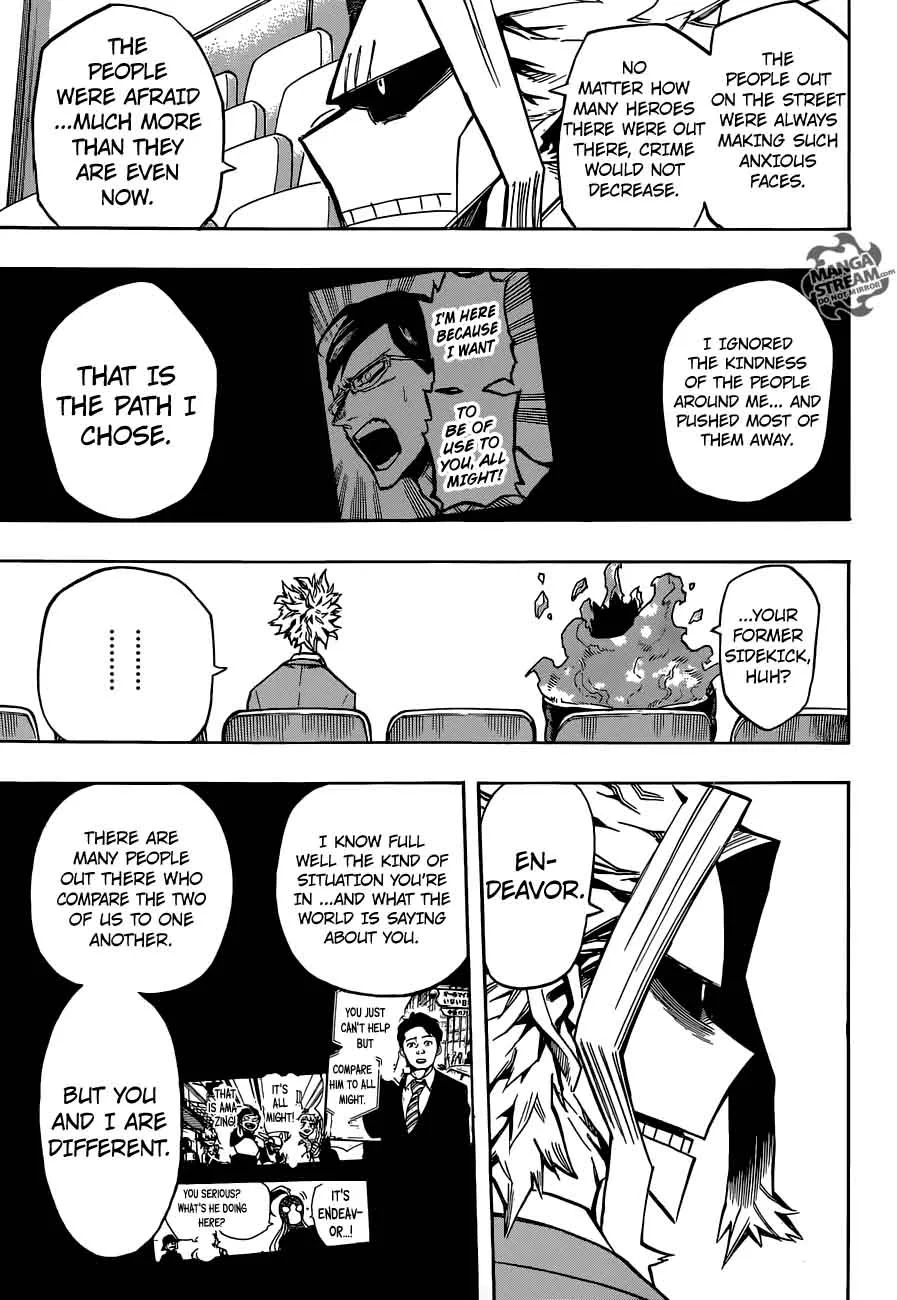 THE
PEOPLE OUT
ON THE STREET
WERE ALWAYS
MAKING SUCH
ANXIOUS
FACES.
NO
MATTER HOW
MANY HEROES
THERE WERE OUT
THERE, CRIME
WOULD NOT
DECREASE.
THE
PEOPLE
WERE AFRAID
...MUCH MORE
THAN THEY
ARE EVEN
NOW.
MANGA
STREAM.com
DO NOT MIRROR
I IGNORED
THE KINDNESS
OF THE PEOPLE
AROUND ME... AND
PUSHED MOST OF
THEM AWAY.
I'M HERE
BECAUSE
I WANT
TO
BE OF
USE TO
YOU, ALL
MIGHT!
THAT IS
THE PATH I
CHOSE.
...YOUR
FORMER
SIDEKICK,
HUH?
EN-
DEAVOR.
I KNOW FULL
WELL THE KIND OF
SITUATION YOU'RE
IN ...AND WHAT THE
WORLD IS SAYING
ABOUT YOU.
THERE ARE
MANY PEOPLE
OUT THERE WHO
COMPARE THE TWO
OF US TO ONE
ANOTHER.
YOU JUST
CAN'T HELP
BUT
COMPARE
HIM TO ALL
MIGHT.
IT'S
ALL
MIGHT!
THAT
IS AMA-
ZING!
IT'S
ENDEAV-
OR...!
YOU SERIOUS?
WHAT'S HE DOING
HERE?
BUT YOU
AND I ARE
DIFFERENT.